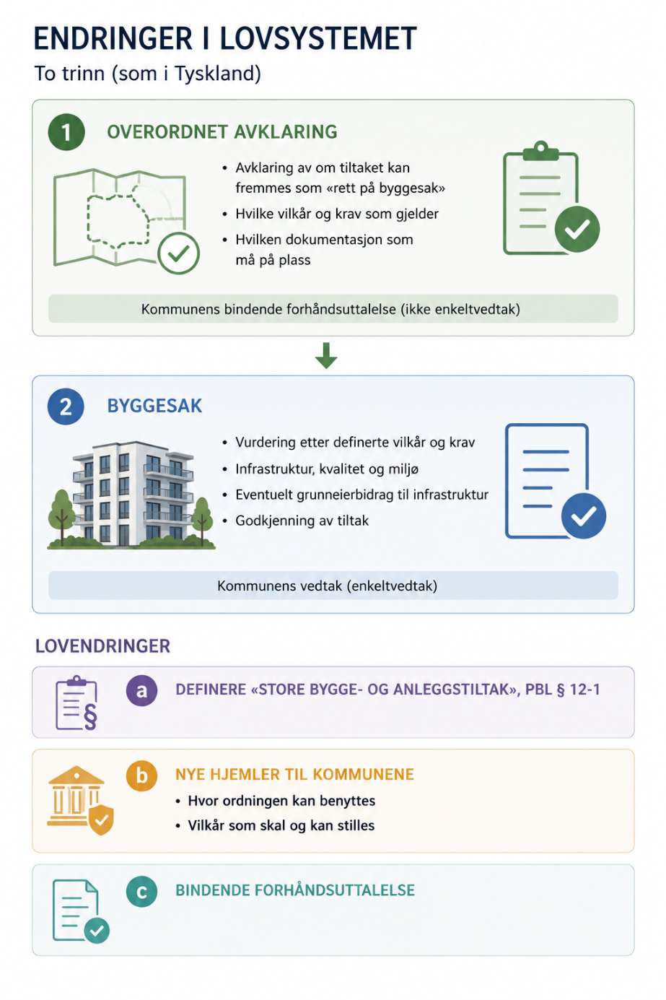 ENDRINGER I LOVSYSTEMET
To trinn (som i Tyskland)
1 OVERORDNET AVKLARING
• Avklaring av om tiltaket kan
fremmes som «rett på byggesak»
• Hvilke vilkår og krav som gjelder
• Hvilken dokumentasjon som
må på plass
Kommunens bindende forhåndsuttalelse (ikke enkeltvedtak)
2 BYGGESAK
• Vurdering etter definerte vilkår og krav
• Infrastruktur, kvalitet og miljø
• Eventuelt grunneierbidrag til infrastruktur
• Godkjenning av tiltak
Kommunens vedtak (enkeltvedtak)
LOVENDRINGER
§
a DEFINERE «STORE BYGGE- OG ANLEGGSTILTAK», PBL § 12-1
b NYE HJEMLER TIL KOMMUNENE
• Hvor ordningen kan benyttes
• Vilkår som skal og kan stilles
c BINDENDE FORHÅNDSUTTALELSE